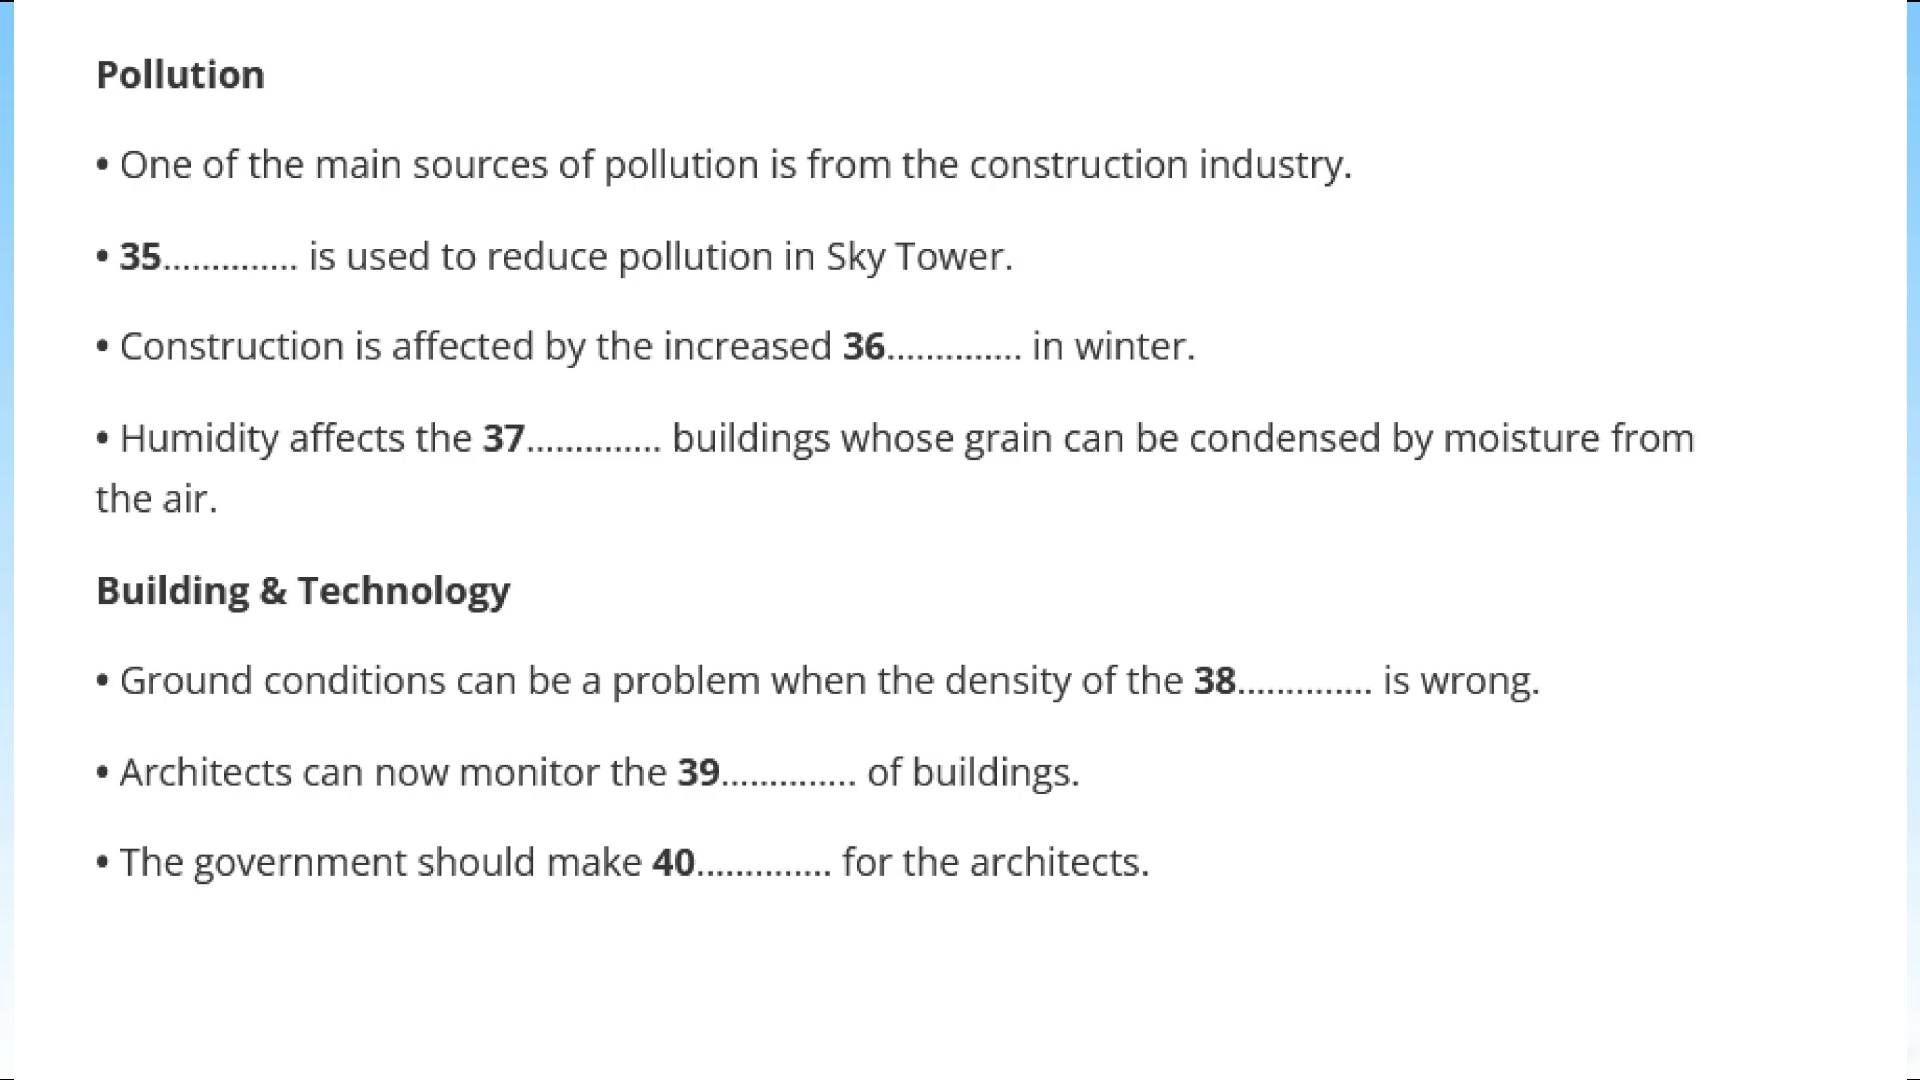 Pollution
• One of the main sources of pollution is from the construction industry.
• 35.............. is used to reduce pollution in Sky Tower.
• Construction is affected by the increased 36.............. in winter.
• Humidity affects the 37.............. buildings whose grain can be condensed by moisture from
the air.
Building & Technology
• Ground conditions can be a problem when the density of the 38.............. is wrong.
• Architects can now monitor the 39.............. of buildings.
• The government should make 40.............. for the architects.